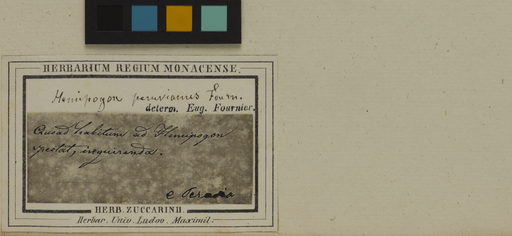 HERBARIUM REGIUM MONACENSE.
Hemipogon peruvianus Fourn.
determ. Eug. Fournier.
Quoad habitum ad Hemipogon
spectat, inquirenda.
e Peruvia
HERB. ZUCCARINII.
Herbar. Univ. Ludov. Maximil.